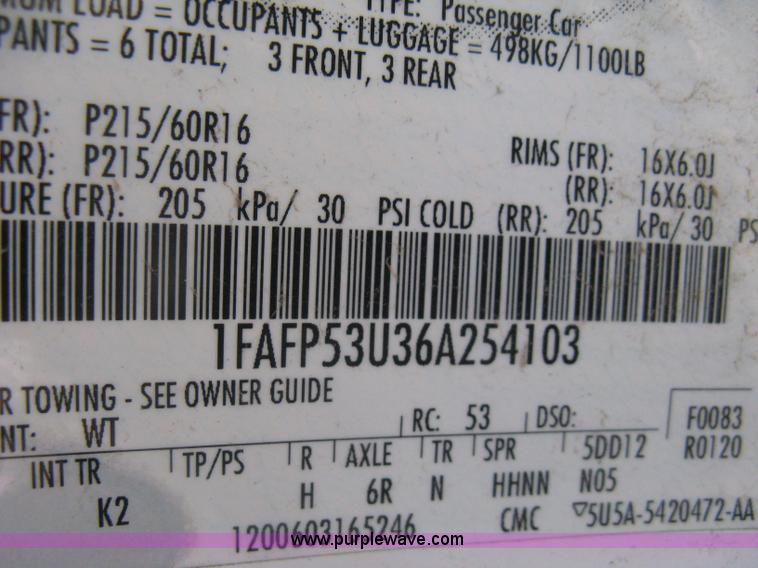 TYPE: Passenger Car
LOAD = OCCUPANTS + LUGGAGE = 498KG/1100LB
PANTS = 6 TOTAL; 3 FRONT, 3 REAR
FR): P215/60R16 RIMS (FR): 16X6.0J
RR): P215/60R16 (RR): 16X6.0J
URE (FR): 205 kPa/ 30 PSI COLD (RR): 205 kPa/ 30 PS
1FAFP53U36A254103
R TOWING - SEE OWNER GUIDE
NT: WT RC: 53 DSO: F0083
INT TR TP/PS R AXLE TR SPR 5DD12 R0120
K2 H 6R N HHNN N05
1200603165246 CMC 5U5A-5420472-AA
www.purplewave.com